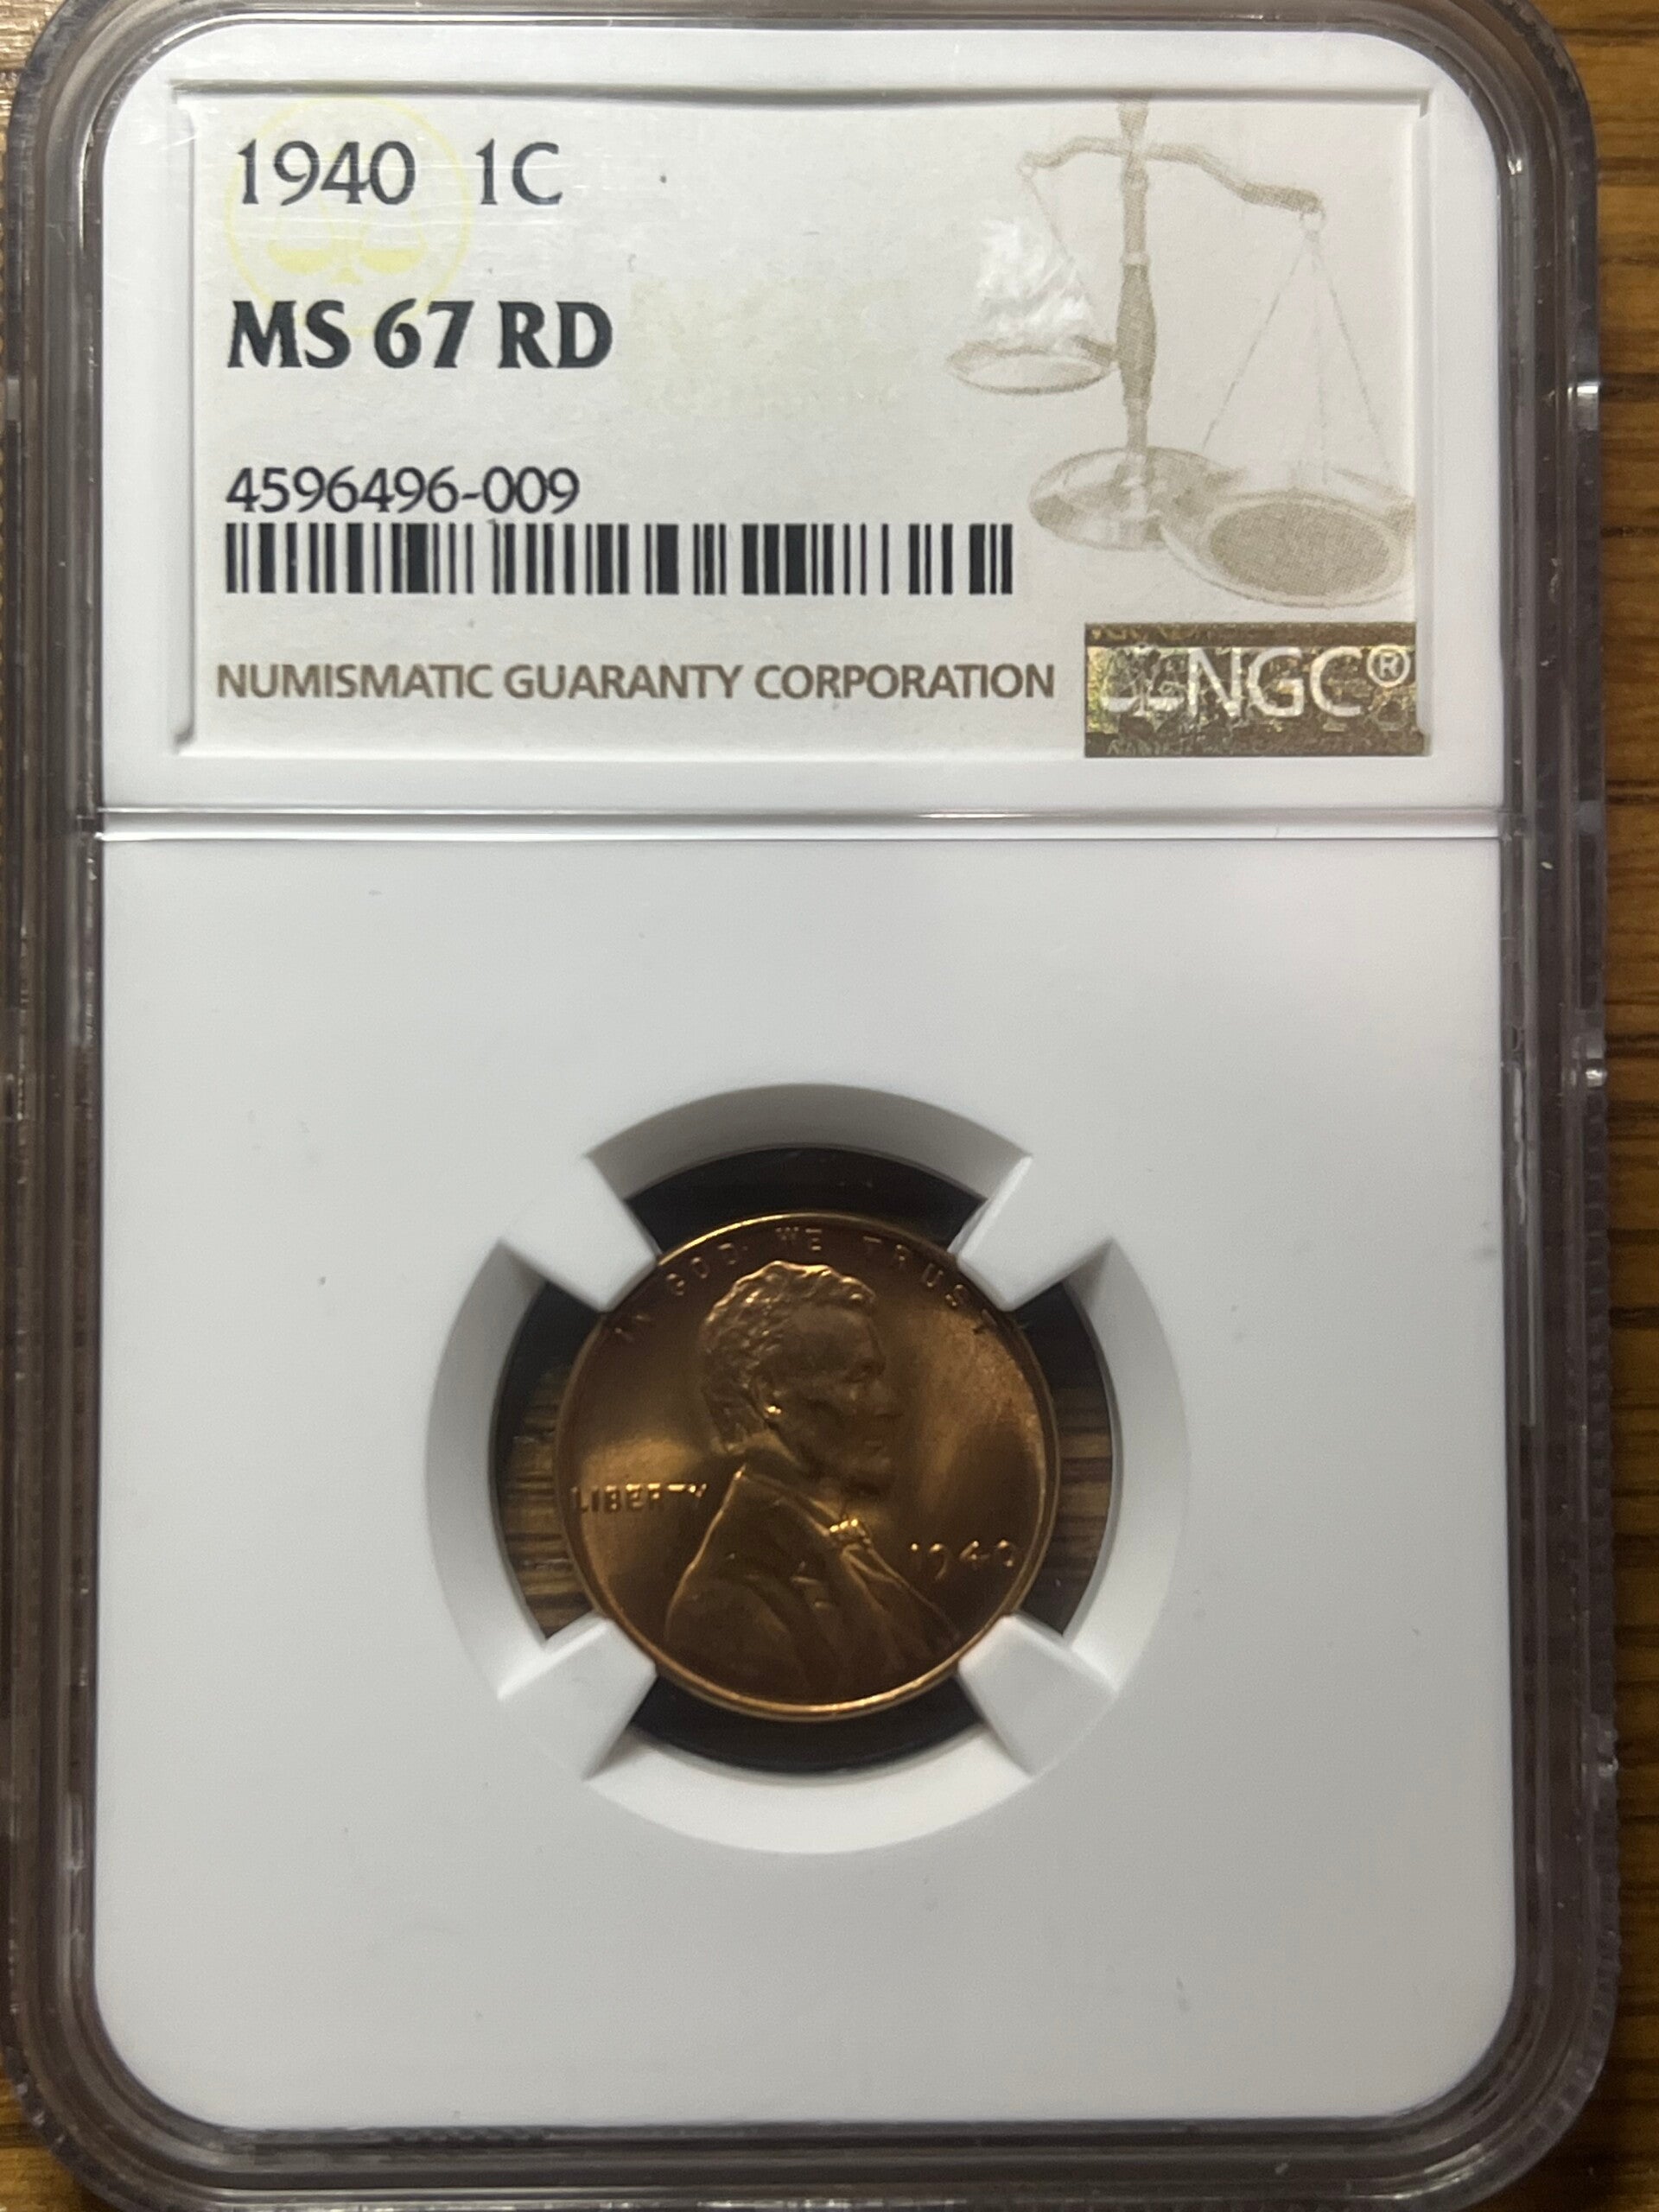 1940 1C
MS 67 RD
4596496-009
NUMISMATIC GUARANTY CORPORATION
NGC®
IN GOD WE TRUST
LIBERTY
1940